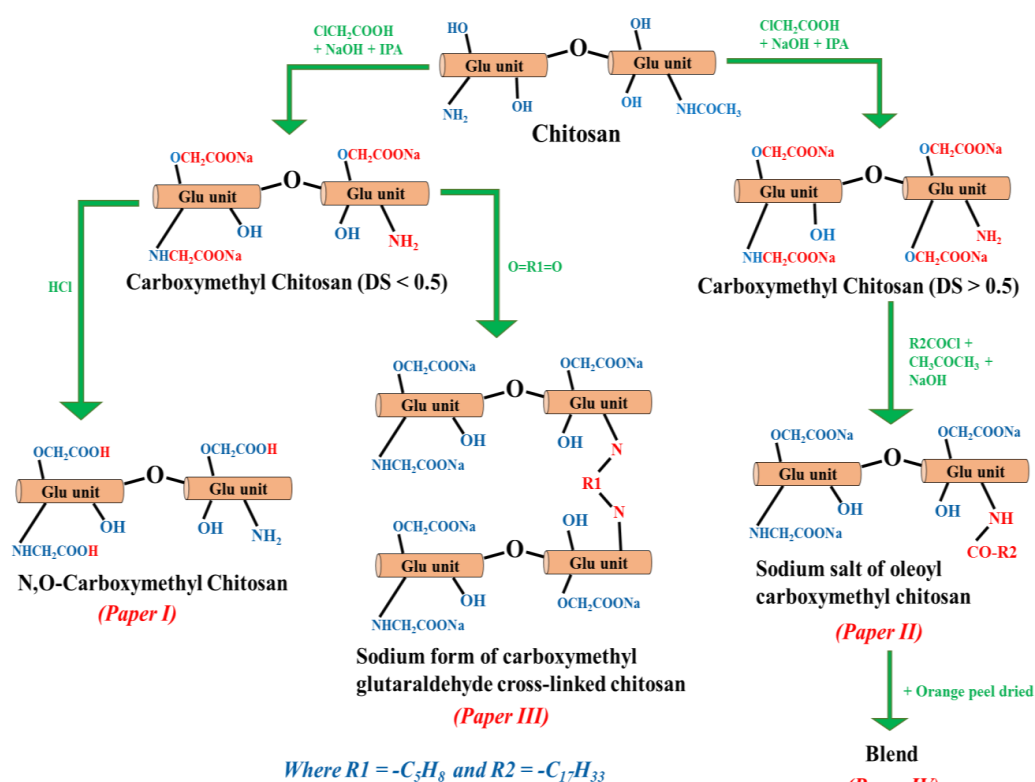 ClCH₂COOH
+ NaOH + IPA
HO
Glu unit
NH₂
OH
O
OH
Glu unit
OH
NHCOCH₃
Chitosan
ClCH₂COOH
+ NaOH + IPA
OCH₂COONa
Glu unit
OH
NHCH₂COONa
O
OCH₂COONa
Glu unit
OH
NH₂
Carboxymethyl Chitosan (DS < 0.5)
OCH₂COONa
Glu unit
OH
NHCH₂COONa
O
OCH₂COONa
Glu unit
NH₂
OCH₂COONa
Carboxymethyl Chitosan (DS > 0.5)
HCl
O=R1=O
R2COCl +
CH₃COCH₃ +
NaOH
OCH₂COOH
Glu unit
OH
NHCH₂COOH
O
OCH₂COOH
Glu unit
OH
NH₂
N,O-Carboxymethyl Chitosan
(Paper I)
OCH₂COONa
Glu unit
OH
NHCH₂COONa
O
OCH₂COONa
Glu unit
OH
N
R1
N
OCH₂COONa
Glu unit
OH
NHCH₂COONa
O
OH
Glu unit
OCH₂COONa
Sodium form of carboxymethyl
glutaraldehyde cross-linked chitosan
(Paper III)
OCH₂COONa
Glu unit
OH
NHCH₂COONa
O
OCH₂COONa
Glu unit
OH
NH
CO-R2
Sodium salt of oleoyl
carboxymethyl chitosan
(Paper II)
+ Orange peel dried
Blend
Where R1 = -C₅H₈ and R2 = -C₁₇H₃₃